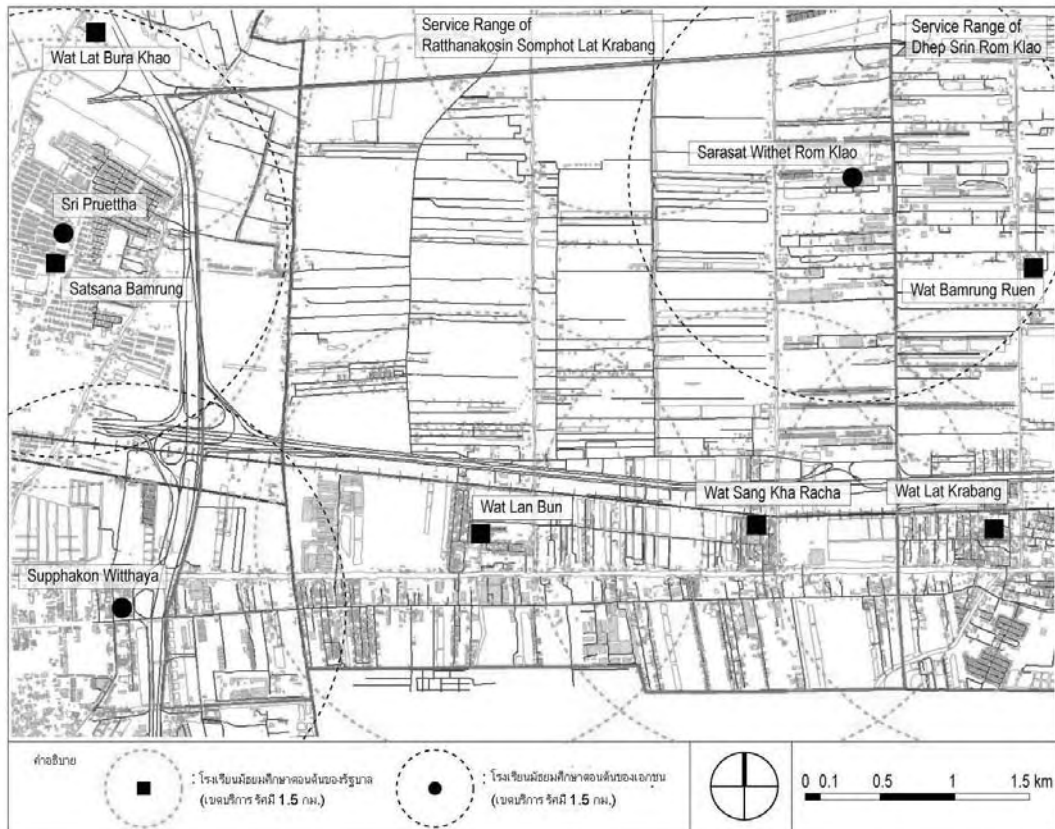 Service Range of
Ratthanakosin Somphot Lat Krabang
Service Range of
Dhep Srin Rom Klao
Wat Lat Bura Khao
Sarasat Withet Rom Klao
Sri Pruettha
Satsana Bamrung
Wat Bamrung Ruen
Wat Lan Bun
Wat Sang Kha Racha
Wat Lat Krabang
Supphakon Witthaya
คำอธิบาย
: โรงเรียนมัธยมศึกษาตอนต้นของรัฐบาล
(เขตบริการ รัศมี 1.5 กม.)
: โรงเรียนมัธยมศึกษาตอนต้นของเอกชน
(เขตบริการ รัศมี 1.5 กม.)
0 0.1 0.5 1 1.5 km